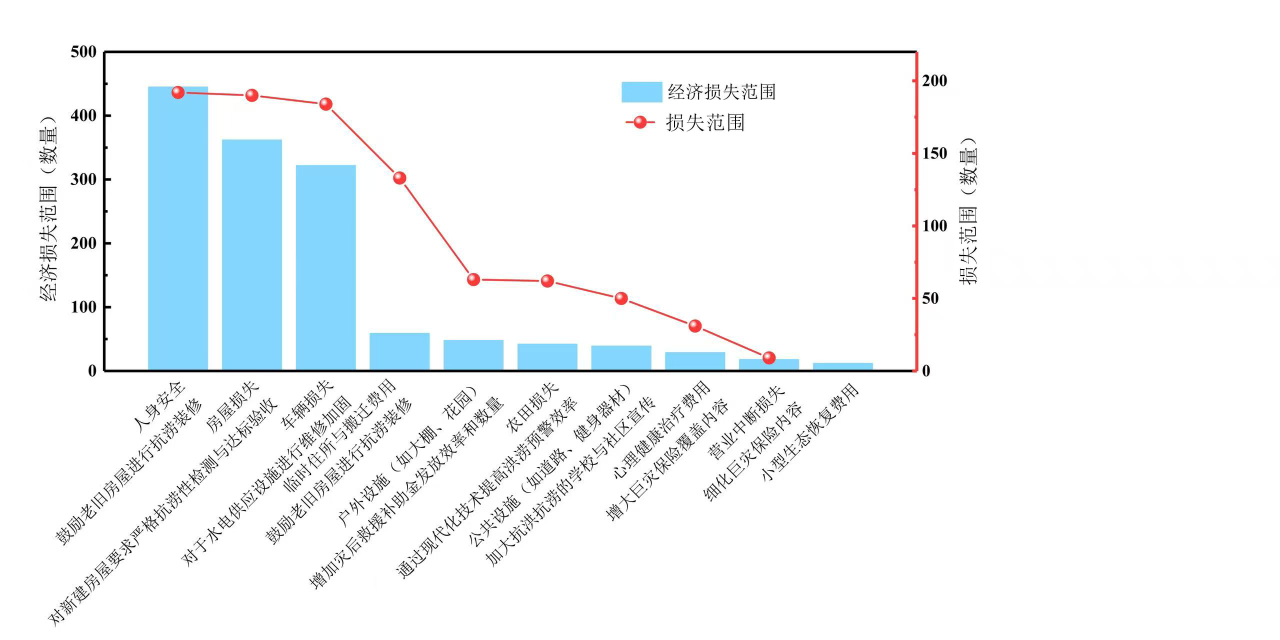 经济损失范围
损失范围
经济损失范围（数量）
500
400
300
200
100
0
损失范围（数量）
200
150
100
50
0
人身安全
鼓励老旧房屋进行抗涝装修
房屋损失
对新建房屋要求严格抗涝性检测与达标验收
车辆损失
对于水电供应设施进行维修加固
临时住所与搬迁费用
鼓励老旧房屋进行抗涝装修
户外设施（如大棚、花园）
增加灾后救援补助金发放效率和数量
农田损失
通过现代化技术提高洪涝预警效率
公共设施（如道路、健身器材）
加大抗洪抗涝的学校与社区宣传
心理健康治疗费用
增大巨灾保险覆盖内容
营业中断损失
细化巨灾保险内容
小型生态恢复费用